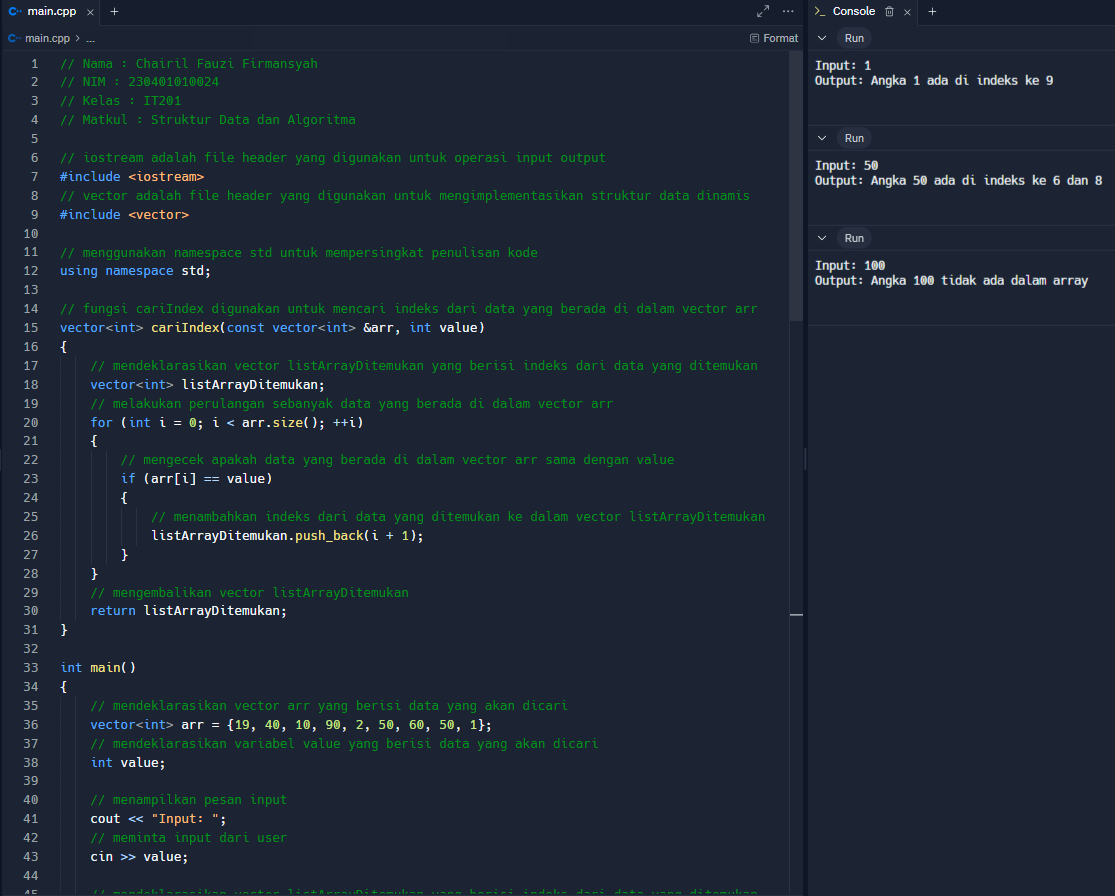 main.cpp
main.cpp > ...
Format
1 // Nama : Chairil Fauzi Firmansyah
2 // NIM : 230401010024
3 // Kelas : IT201
4 // Matkul : Struktur Data dan Algoritma
5
6 // iostream adalah file header yang digunakan untuk operasi input output
7 #include <iostream>
8 // vector adalah file header yang digunakan untuk mengimplementasikan struktur data dinamis
9 #include <vector>
10
11 // menggunakan namespace std untuk mempersingkat penulisan kode
12 using namespace std;
13
14 // fungsi cariIndex digunakan untuk mencari indeks dari data yang berada di dalam vector arr
15 vector<int> cariIndex(const vector<int> &arr, int value)
16 {
17 // mendeklarasikan vector listArrayDitemukan yang berisi indeks dari data yang ditemukan
18 vector<int> listArrayDitemukan;
19 // melakukan perulangan sebanyak data yang berada di dalam vector arr
20 for (int i = 0; i < arr.size(); ++i)
21 {
22 // mengecek apakah data yang berada di dalam vector arr sama dengan value
23 if (arr[i] == value)
24 {
25 // menambahkan indeks dari data yang ditemukan ke dalam vector listArrayDitemukan
26 listArrayDitemukan.push_back(i + 1);
27 }
28 }
29 // mengembalikan vector listArrayDitemukan
30 return listArrayDitemukan;
31 }
32
33 int main()
34 {
35 // mendeklarasikan vector arr yang berisi data yang akan dicari
36 vector<int> arr = {19, 40, 10, 90, 2, 50, 60, 50, 1};
37 // mendeklarasikan variabel value yang berisi data yang akan dicari
38 int value;
39
40 // menampilkan pesan input
41 cout << "Input: ";
42 // meminta input dari user
43 cin >> value;
44
45 // mendeklarasikan vector listArrayDitemukan yang berisi indeks dari data yang ditemukan
Console
Run
Input: 1
Output: Angka 1 ada di indeks ke 9
Run
Input: 50
Output: Angka 50 ada di indeks ke 6 dan 8
Run
Input: 100
Output: Angka 100 tidak ada dalam array